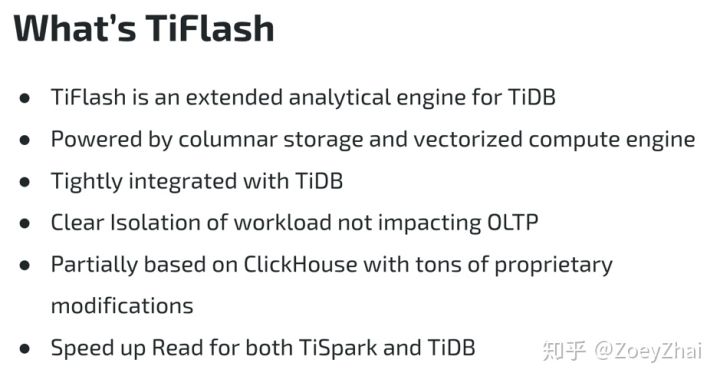 What's TiFlash
● TiFlash is an extended analytical engine for TiDB
● Powered by columnar storage and vectorized compute engine
● Tightly integrated with TiDB
● Clear Isolation of workload not impacting OLTP
● Partially based on ClickHouse with tons of proprietary
modifications
● Speed up Read for both TiSpark and TiDB
知乎 @ZoeyZhai